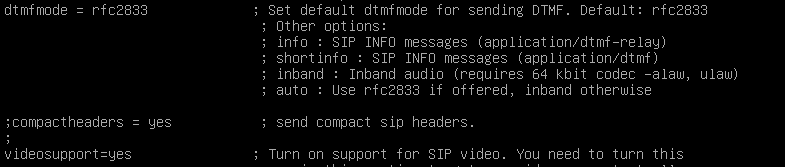 dtmfmode = rfc2833 ; Set default dtmfmode for sending DTMF. Default: rfc2833
; Other options:
; info : SIP INFO messages (application/dtmf-relay)
; shortinfo : SIP INFO messages (application/dtmf)
; inband : Inband audio (requires 64 kbit codec -alaw, ulaw)
; auto : Use rfc2833 if offered, inband otherwise
;compactheaders = yes ; send compact sip headers.
;
videosupport=yes ; Turn on support for SIP video. You need to turn this